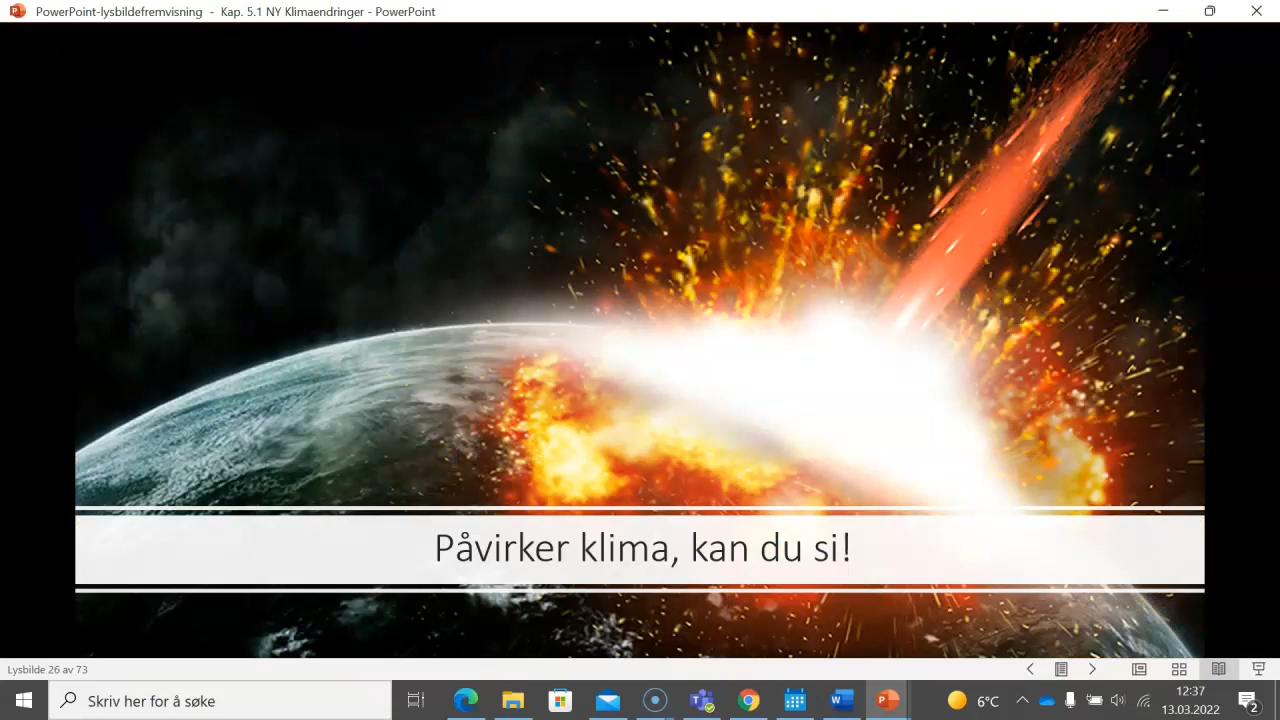 PowerPoint-lysbildefremvisning - Kap. 5.1 NY Klimaendringer - PowerPoint
Påvirker klima, kan du si!
Lysbilde 26 av 73
Skriv her for å søke
6°C
12:37
13.03.2022
2